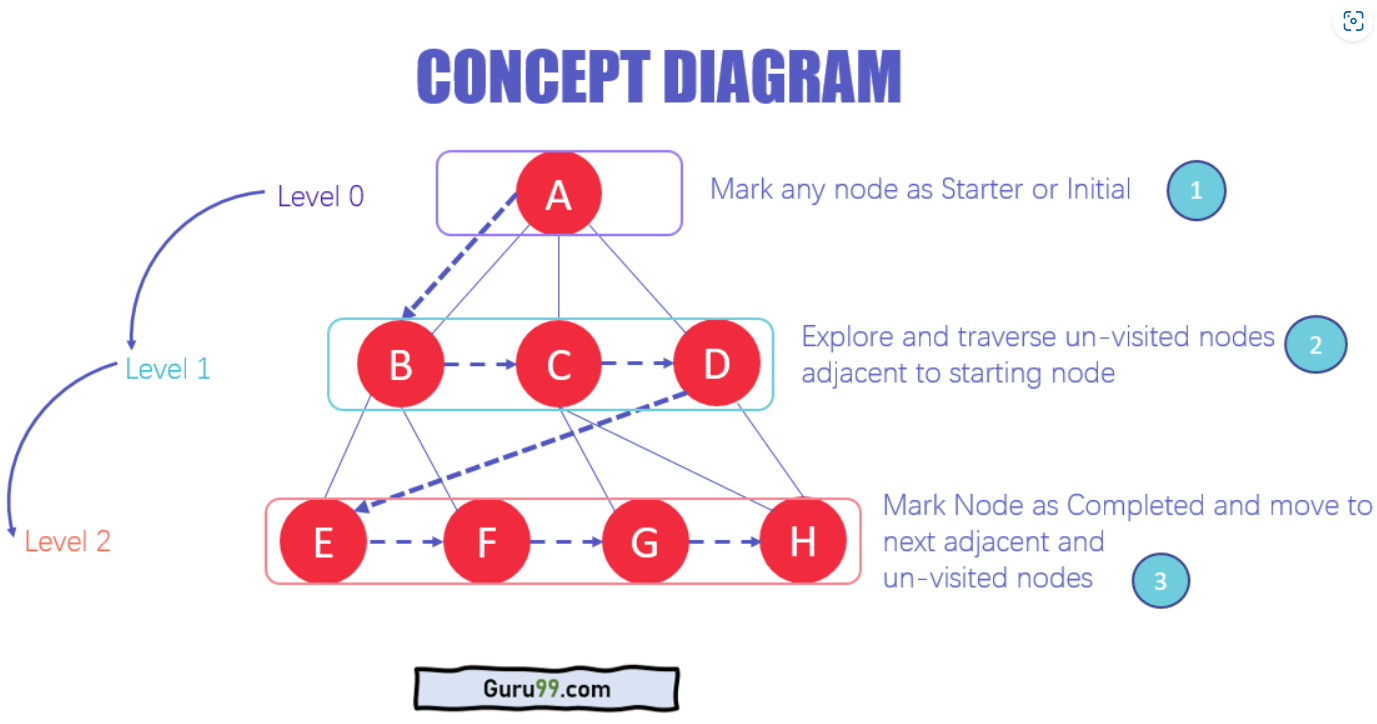 CONCEPT DIAGRAM
Level 0
A
Mark any node as Starter or Initial
1
Level 1
B
C
D
Explore and traverse un-visited nodes
adjacent to starting node
2
Level 2
E
F
G
H
Mark Node as Completed and move to
next adjacent and
un-visited nodes
3
Guru99.com